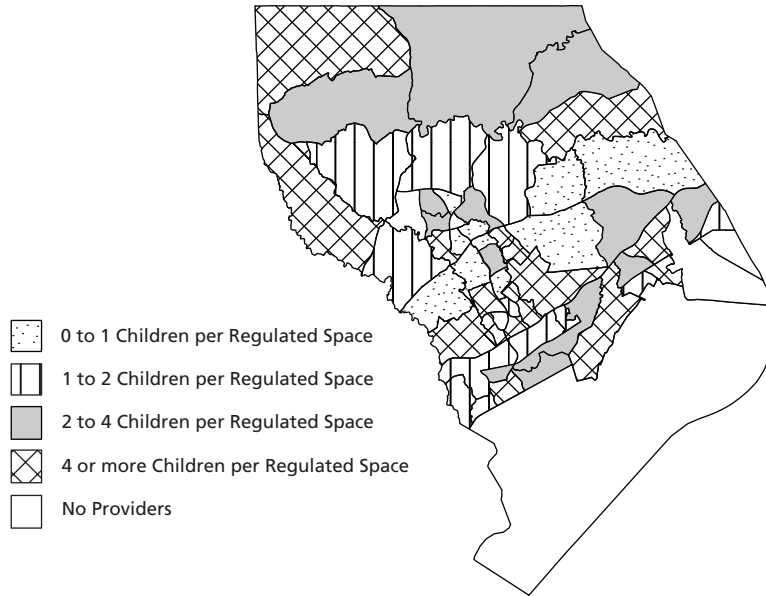 0 to 1 Children per Regulated Space
1 to 2 Children per Regulated Space
2 to 4 Children per Regulated Space
4 or more Children per Regulated Space
No Providers